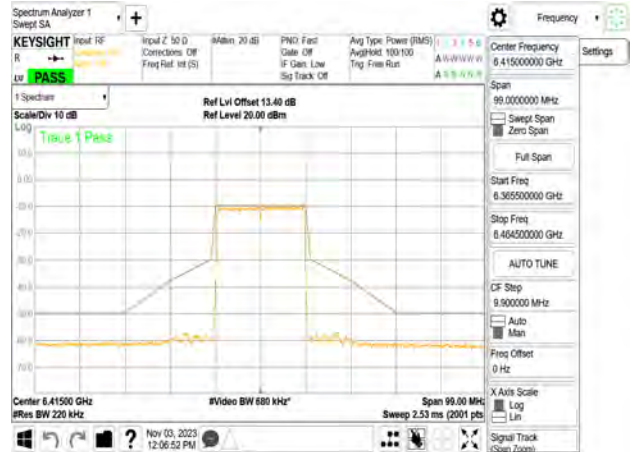 Spectrum Analyzer 1
Swept SA
+
Frequency
KEYSIGHT
Input: RF
R
LW
PASS
Input Z: 50 Ω
Corrections: Off
Freq Ref: Int (S)
#Atten: 20 dB
PNO: Fast
Gate: Off
IF Gain: Low
Sig Track: Off
Avg Type: Power (RMS)
Avg|Hold: 100/100
Trig: Free Run
Center Frequency
6.415000000 GHz
Settings
Span
99.0000000 MHz
Swept Span
Zero Span
Full Span
Start Freq
6.365500000 GHz
Stop Freq
6.464500000 GHz
AUTO TUNE
CF Step
9.900000 MHz
Auto
Man
Freq Offset
0 Hz
X Axis Scale
Log
Lin
Signal Track
(Span Zoom)
1 Spectrum
Scale/Div 10 dB
Ref Lvl Offset 13.40 dB
Ref Level 20.00 dBm
Log
Trace 1 Pass
Center 6.41500 GHz
#Res BW 220 kHz
#Video BW 680 kHz*
Span 99.00 MHz
Sweep 2.53 ms (2001 pts
?
Nov 03, 2023
12:06:52 PM